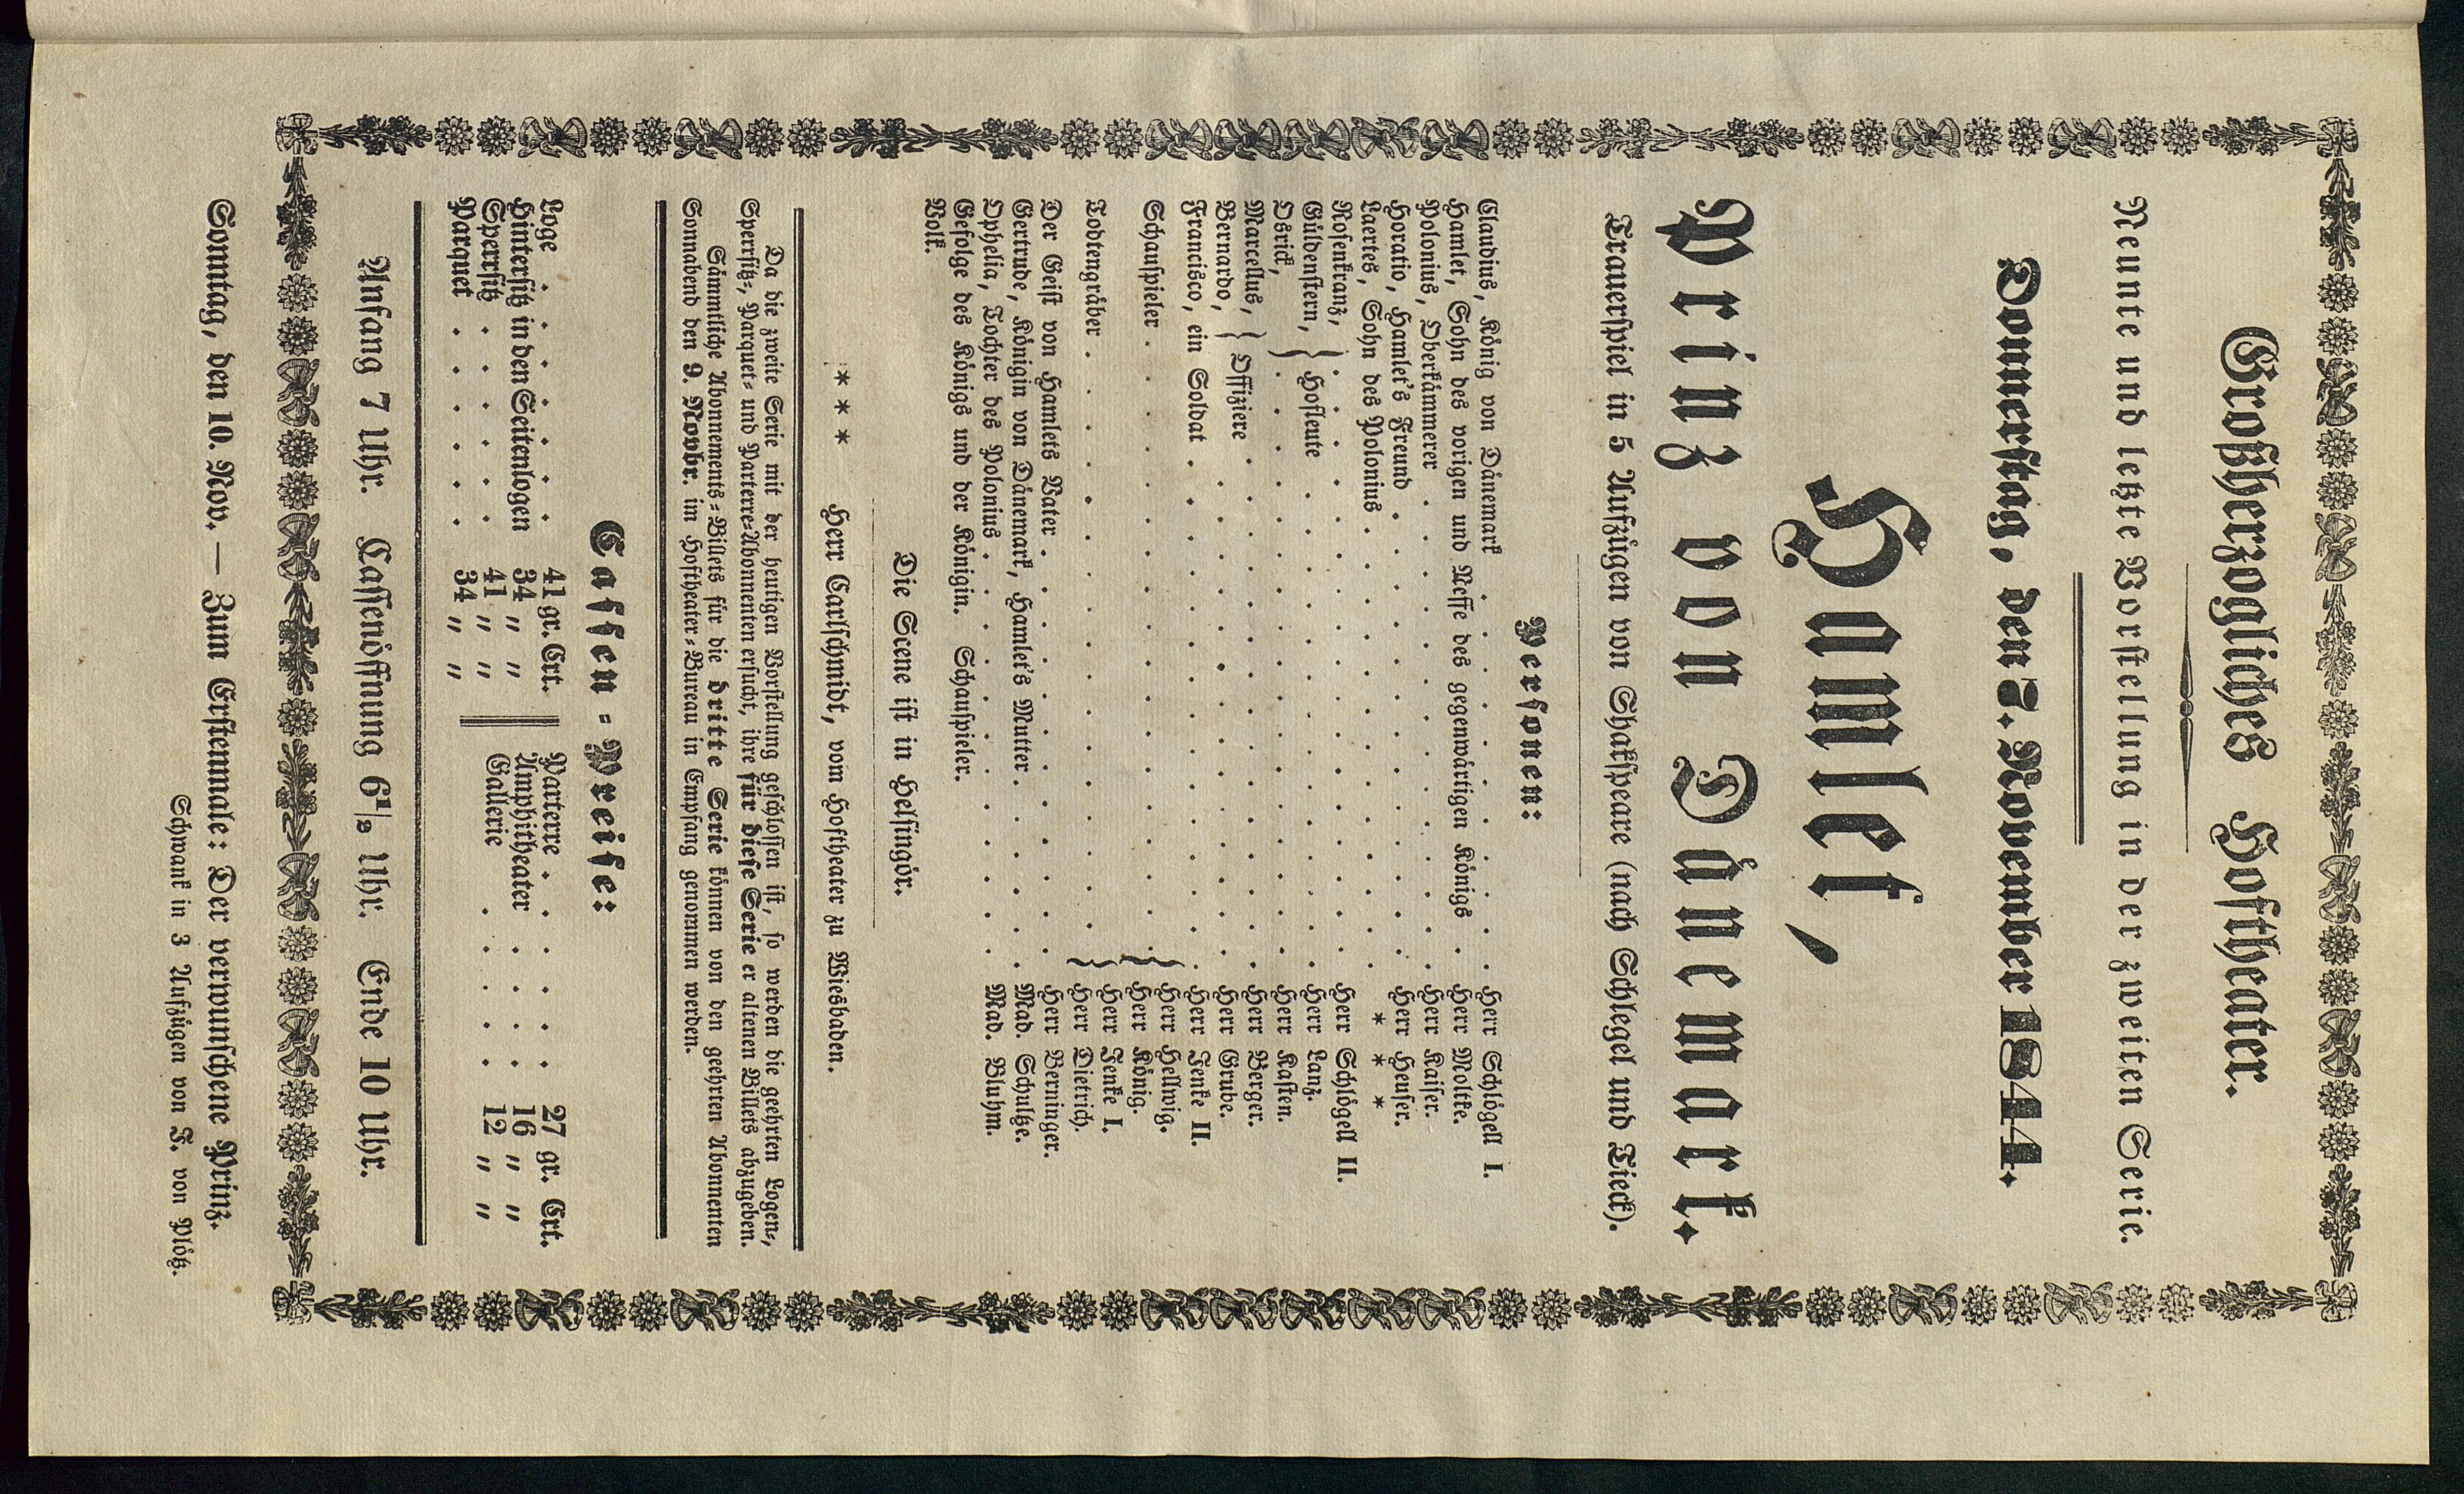 Großherzogliches Hoftheater.
Neunte und letzte Vorstellung in der zweiten Serie.
Donnerstag, den 7. November 1844.
Hamlet,
Prinz von Dänemark.
Trauerspiel in 5 Aufzügen von Shakspeare (nach Schlegel und Tieck).
Personen:
Claudius, König von Dänemark . . . . . . . . . Herr Schlögell I.
Hamlet, Sohn des vorigen und Neffe des gegenwärtigen Königs . Herr Moltke.
Polonius, Oberkämmerer . . . . . . . . . . . . Herr Kaiser.
Horatio, Hamlet's Freund . . . . . . . . . . . . Herr Heuser.
Laertes, Sohn des Polonius . . . . . . . . . . . * * *
Rosenkranz, } . . . . . . . . . . . . Herr Schlögell II.
Güldenstern, } Hofleute . . . . . . . . . . . Herr Lanz.
Osrick, } . . . . . . . . . . . . Herr Kasten.
Marcellus, } Offiziere . . . . . . . . . . . Herr Berger.
Bernardo, } . . . . . . . . . . . Herr Grube.
Francisco, ein Soldat . . . . . . . . . . . . Herr Jenke II.
Schauspieler . . . . . . . . . . . . { Herr Hellwig.
Herr König.
Todtengräber . . . . . . . . . . . . { Herr Jenke I.
Herr Dietrich.
Der Geist von Hamlets Vater . . . . . . . . . . Herr Berninger.
Gertrude, Königin von Dänemark, Hamlet's Mutter . . . . . Mad. Schultze.
Ophelia, Tochter des Polonius . . . . . . . . . . Mad. Bluhm.
Gefolge des Königs und der Königin. Schauspieler.
Volk.
Die Scene ist in Helsingör.
* * * Herr Carlschmidt, vom Hoftheater zu Wiesbaden.
Da die zweite Serie mit der heutigen Vorstellung geschlossen ist, so werden die geehrten Logen-,
Sperrsitz-, Parquet- und Parterre-Abonnenten ersucht, ihre für diese Serie er altenen Billets abzugeben.
Sämmtliche Abonnements-Billets für die dritte Serie können von den geehrten Abonnenten
Sonnabend den 9. Novbr. im Hoftheater-Bureau in Empfang genommen werden.
Cassen-Preise:
Loge . . . . . . . 41 gr. Crt.
Hintersitz in den Seitenlogen 34 " "
Sperrsitz . . . . . . 41 " "
Parquet . . . . . . 34 " "
Parterre . . . . . . 27 gr. Crt.
Amphitheater . . . . . 16 " "
Gallerie . . . . . 12 " "
Anfang 7 Uhr. Cassenöffnung 6 1/2 Uhr. Ende 10 Uhr.
Sonntag, den 10. Nov. — Zum Erstenmale: Der verwunschene Prinz.
Schwank in 3 Aufzügen von J. von Plötz.